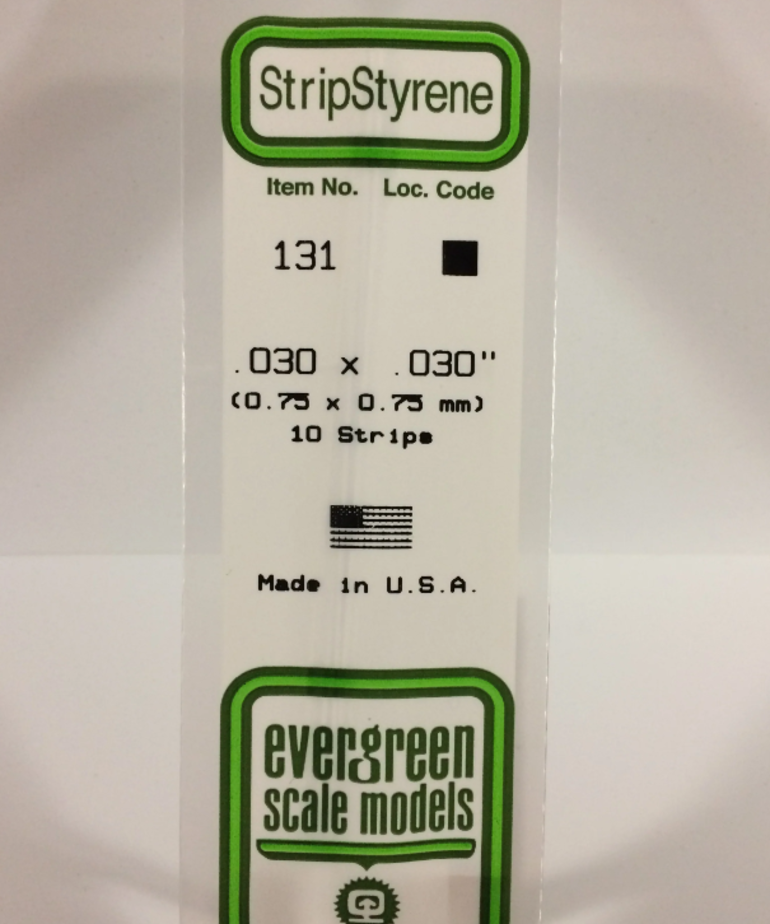 StripStyrene
Item No. Loc. Code
131
.030 x .030"
(0.75 x 0.75 mm)
10 Strips
Made in U.S.A.
evergreen
scale models